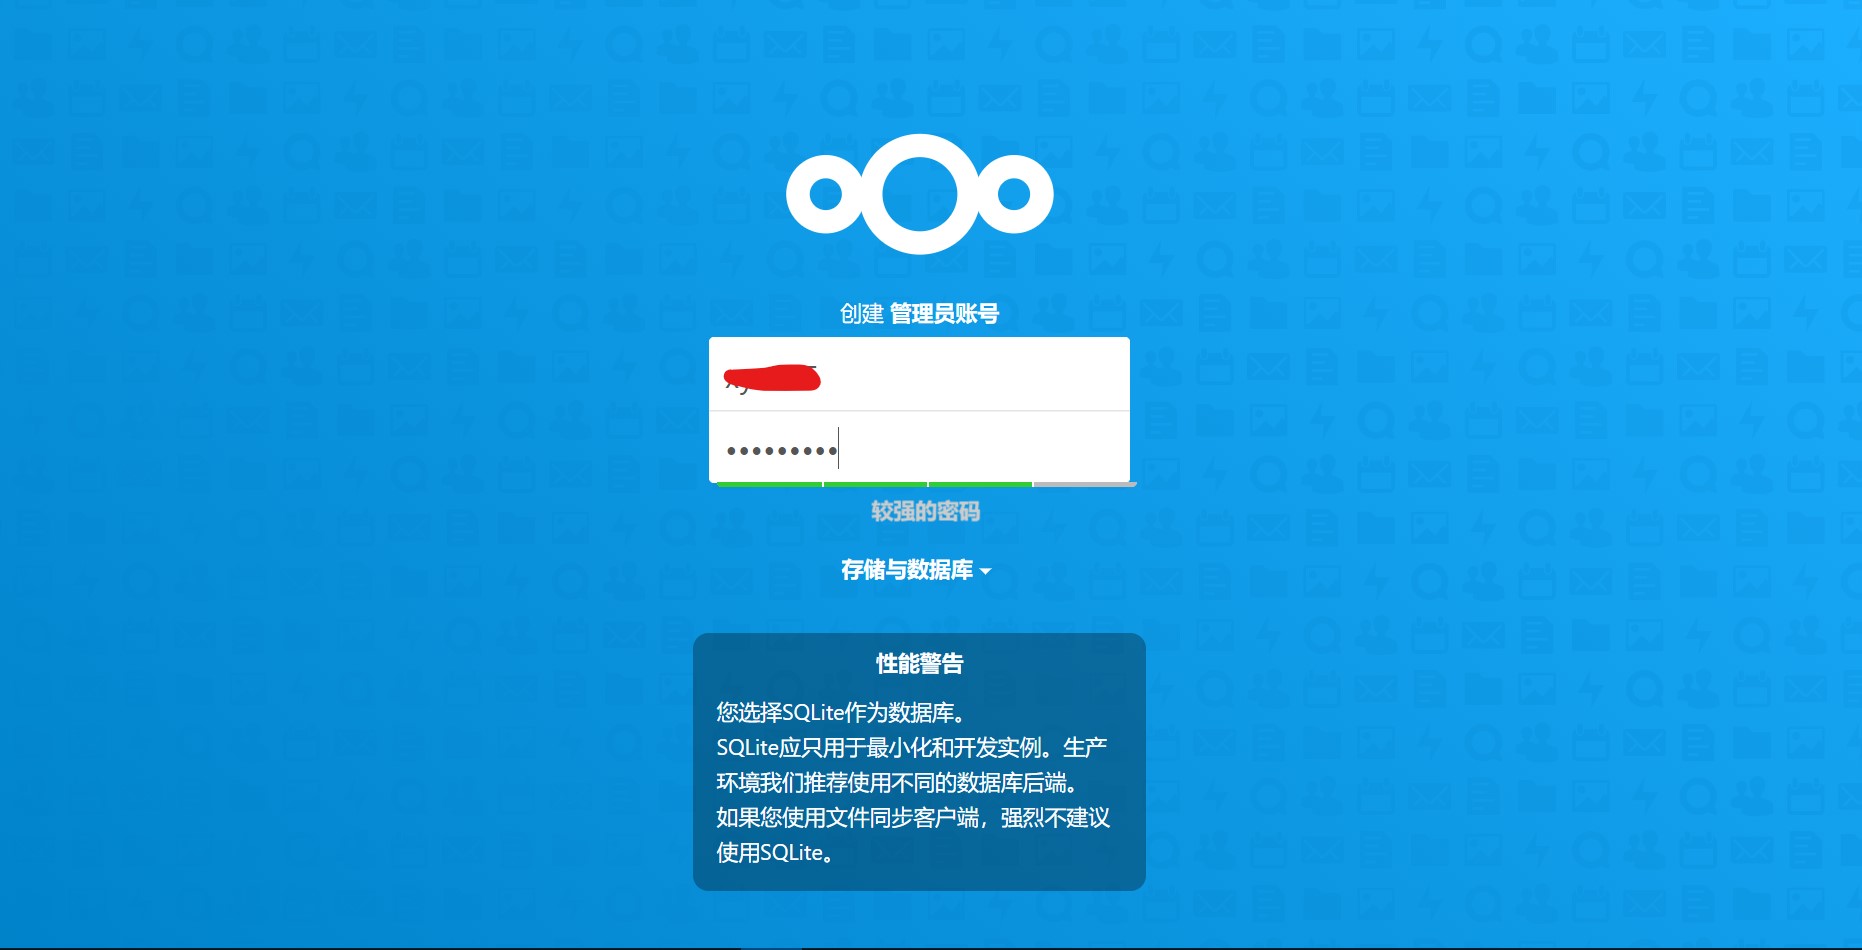 创建 管理员账号
•••••••••
较强的密码
存储与数据库
性能警告
您选择SQLite作为数据库。
SQLite应只用于最小化和开发实例。生产
环境我们推荐使用不同的数据库后端。
如果您使用文件同步客户端，强烈不建议
使用SQLite。